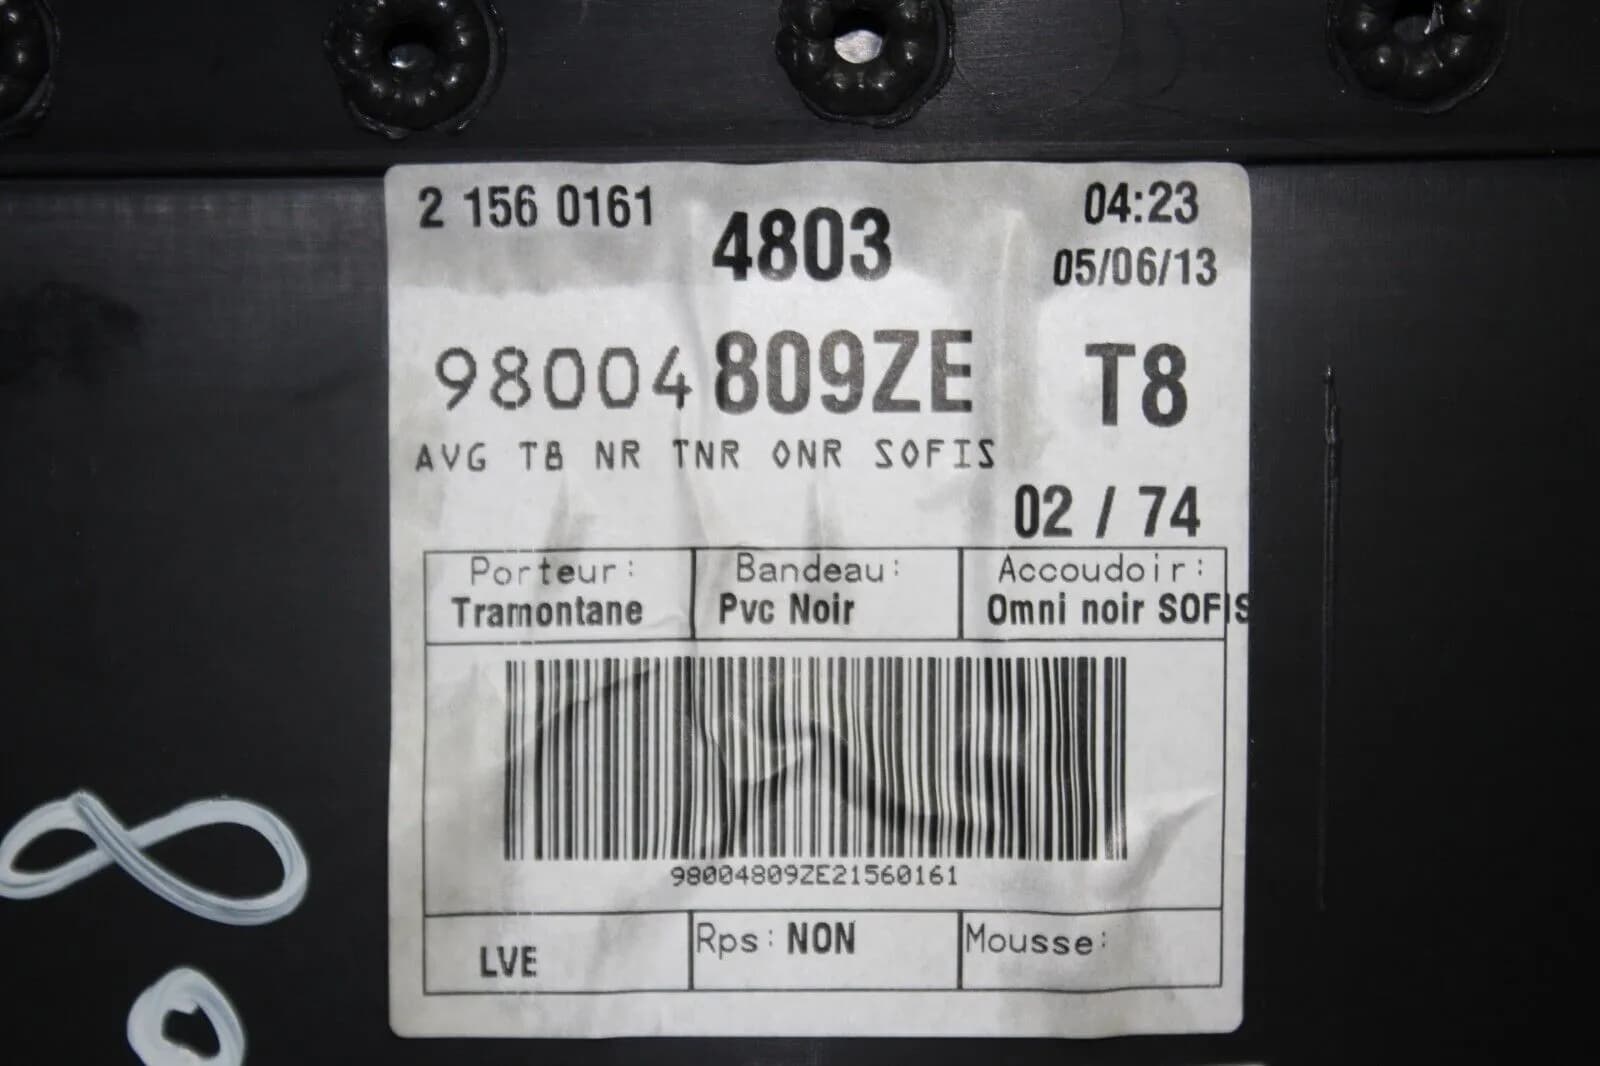 2 156 0161
4803
04:23
05/06/13
98004809ZE
T8
AVG T8 NR TNR ONR SOFIS
02 / 74
Porteur:
Tramontane
Bandeau:
Pvc Noir
Accoudoir:
Omni noir SOFIS
98004809ZE21560161
LVE
Rps: NON
Mousse:
8